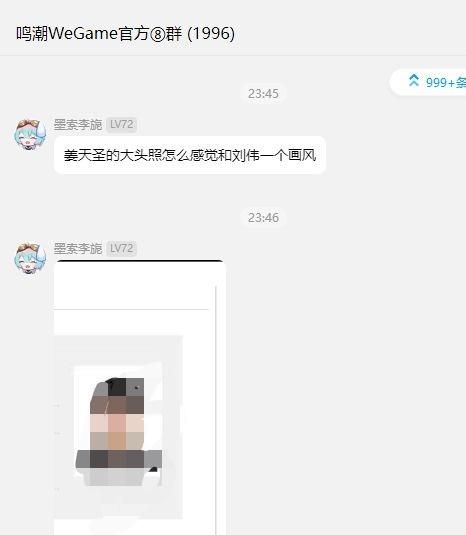 鸣潮WeGame官方⑧群 (1996)
23:45
999+条
墨索李旎 LV72
姜天圣的大头照怎么感觉和刘伟一个画风
23:46
墨索李旎 LV72